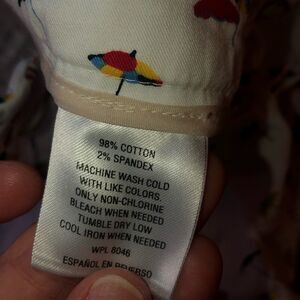 98% COTTON
2% SPANDEX
MACHINE WASH COLD
WITH LIKE COLORS.
ONLY NON-CHLORINE
BLEACH WHEN NEEDED
TUMBLE DRY LOW
COOL IRON WHEN NEEDED
WPL 8046
ESPAÑOL EN REVERSO